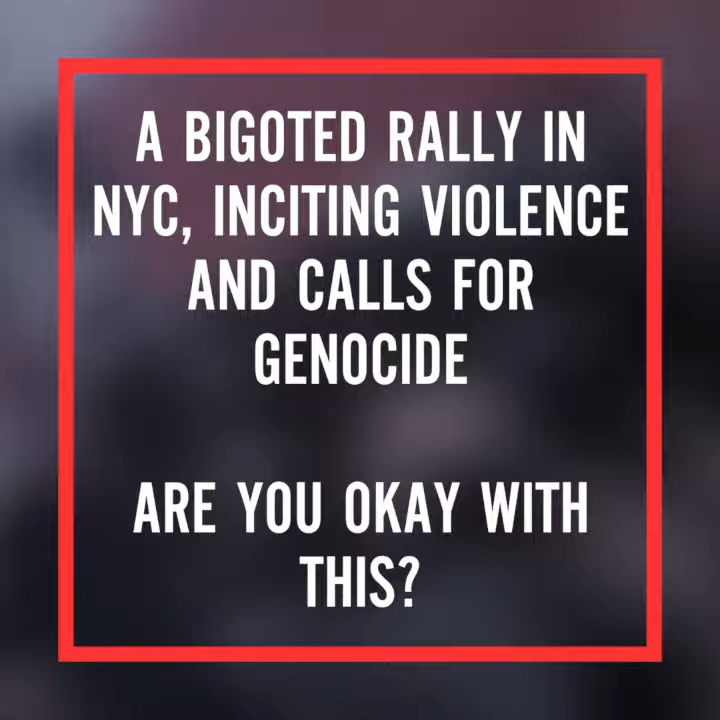 A BIGOTED RALLY IN
NYC, INCITING VIOLENCE
AND CALLS FOR
GENOCIDE
ARE YOU OKAY WITH
THIS?